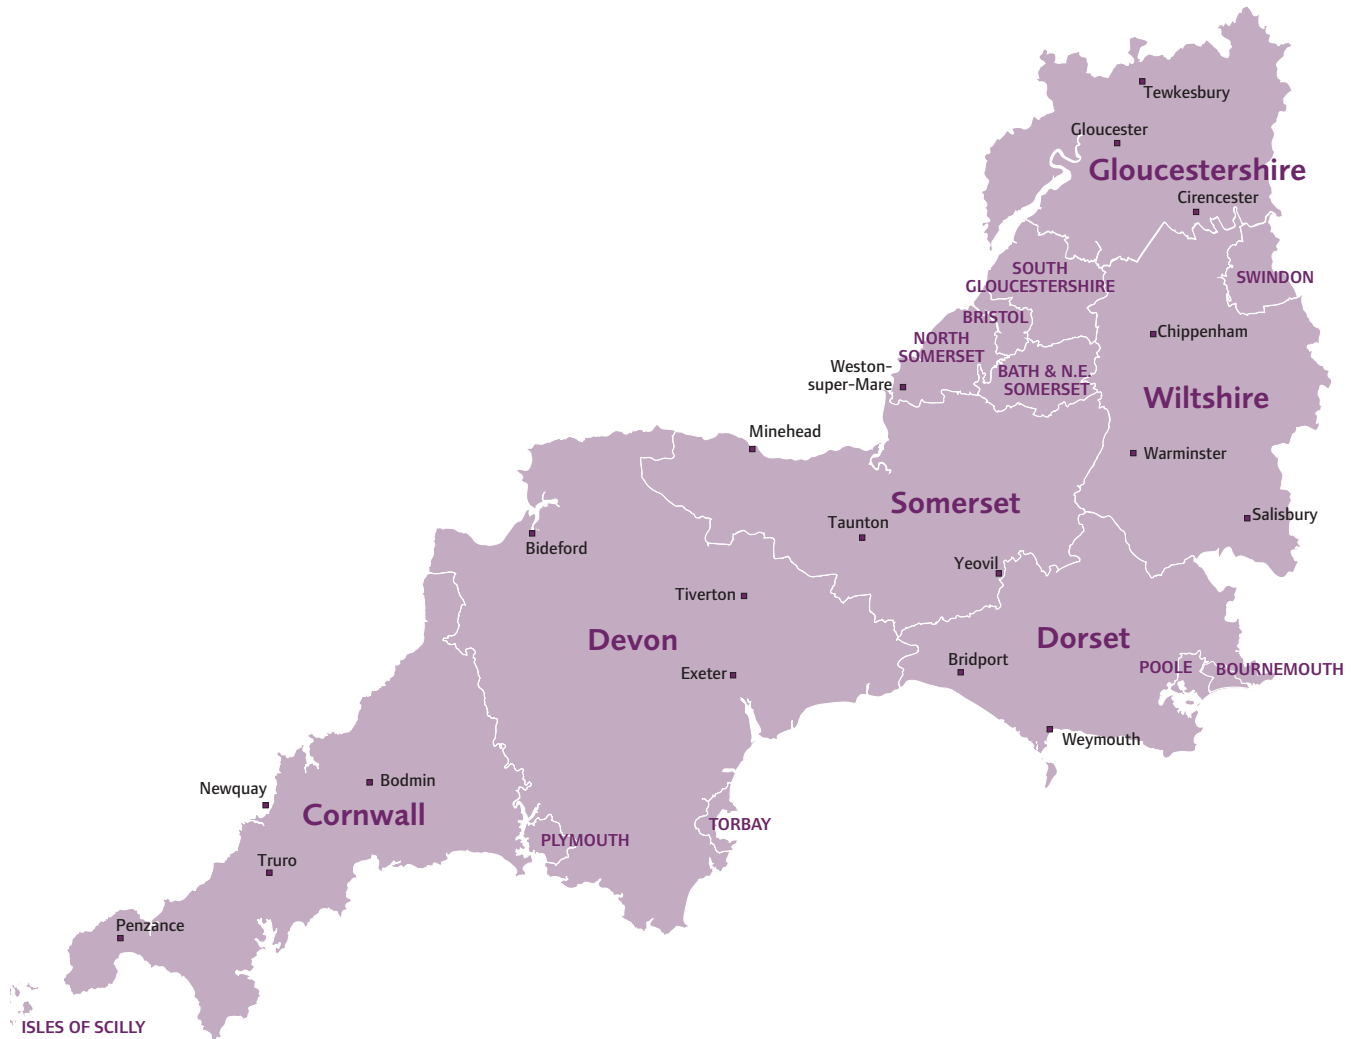 Tewkesbury
Gloucester
Gloucestershire
Cirencester
SOUTH
GLOUCESTERSHIRE
SWINDON
BRISTOL
NORTH
SOMERSET
Chippenham
Weston-
super-Mare
BATH & N.E.
SOMERSET
Wiltshire
Minehead
Warminster
Somerset
Salisbury
Taunton
Bideford
Yeovil
Tiverton
Devon
Dorset
Bridport
POOLE
BOURNEMOUTH
Exeter
Weymouth
Bodmin
Newquay
Cornwall
TORBAY
PLYMOUTH
Truro
Penzance
ISLES OF SCILLY